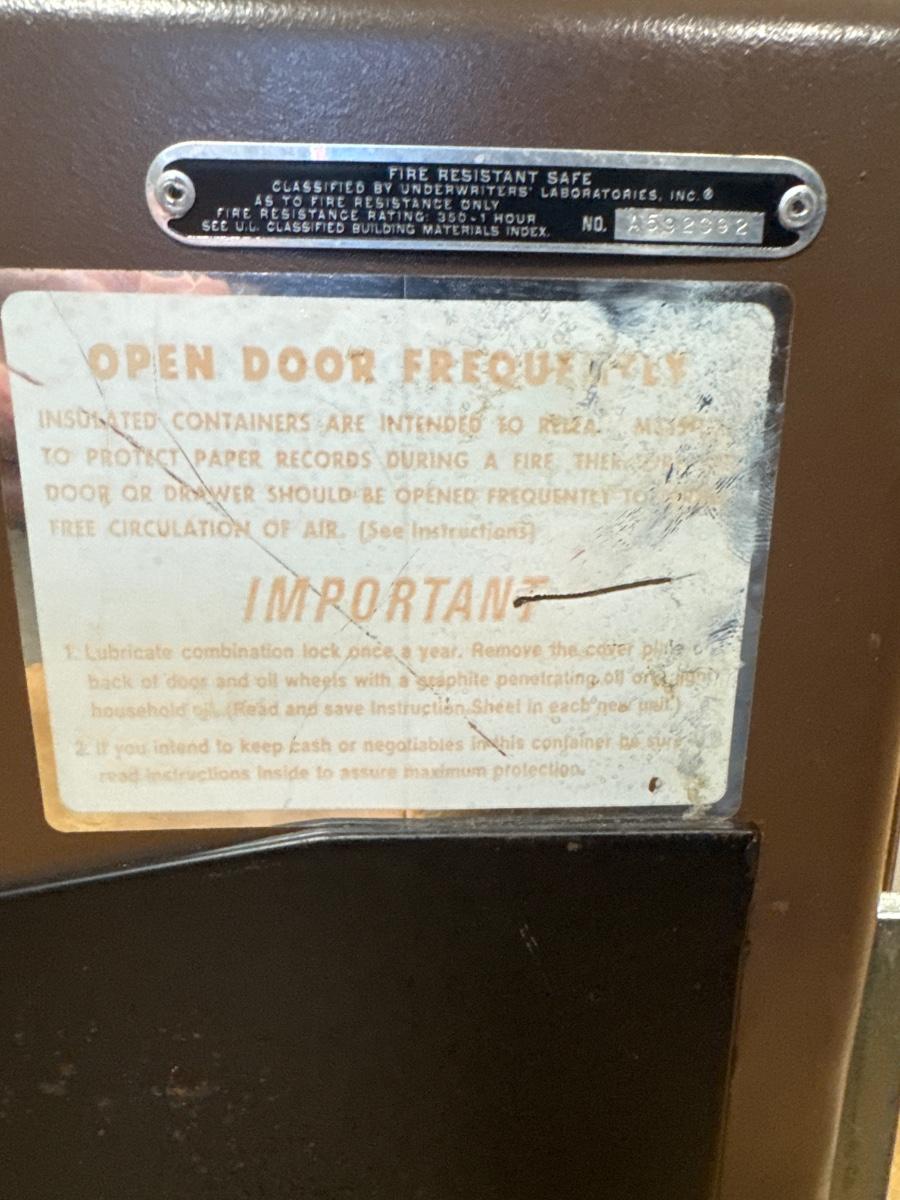 FIRE RESISTANT SAFE
CLASSIFIED BY UNDERWRITERS' LABORATORIES, INC.®
AS TO FIRE RESISTANCE ONLY
FIRE RESISTANCE RATING: 350-1 HOUR
SEE U.L. CLASSIFIED BUILDING MATERIALS INDEX.
NO.
OPEN DOOR FREQUENTLY
INSULATED CONTAINERS ARE INTENDED TO
TO PROTECT PAPER RECORDS DURING A FIRE
DOOR OR DRAWER SHOULD BE OPENED FREQUENTLY TO
FREE CIRCULATION OF AIR. (See Instructions)
IMPORTANT
1. Lubricate combination lock once a year. Remove the cover plate
back of door and oil wheels with a graphite penetrating oil or light
household oil. (Read and save Instruction Sheet in each new unit.)
2. If you intend to keep cash or negotiables in this container be sure
read instructions inside to assure maximum protection.